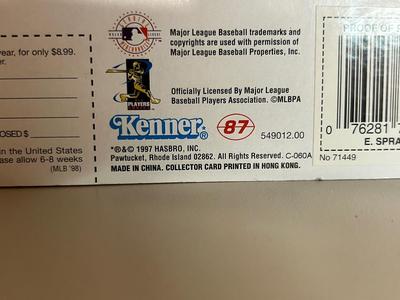 year, for only $8.99.
Major League Baseball trademarks and
copyrights are used with permission of
Major League Baseball Properties, Inc.
Officially Licensed By Major League
Baseball Players Association. ©MLBPA
PLAYERS
Kenner®
87
549012.00
*®&© 1997 HASBRO, INC.
Pawtucket, Rhode Island 02862. All Rights Reserved. C-060A
MADE IN CHINA. COLLECTOR CARD PRINTED IN HONG KONG.
OSED $
in the United States
ase allow 6-8 weeks
(MLB '98)
PROOF OF
0 76281 7
E. SPRA
No 71449